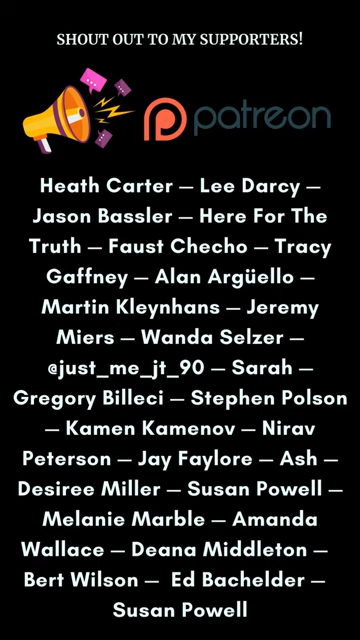 SHOUT OUT TO MY SUPPORTERS!
patreon
Heath Carter — Lee Darcy —
Jason Bassler — Here For The
Truth — Faust Checho — Tracy
Gaffney — Alan Argüello —
Martin Kleynhans — Jeremy
Miers — Wanda Selzer —
@just_me_jt_90 — Sarah —
Gregory Billeci — Stephen Polson
— Kamen Kamenov — Nirav
Peterson — Jay Faylore — Ash —
Desiree Miller — Susan Powell —
Melanie Marble — Amanda
Wallace — Deana Middleton —
Bert Wilson — Ed Bachelder —
Susan Powell